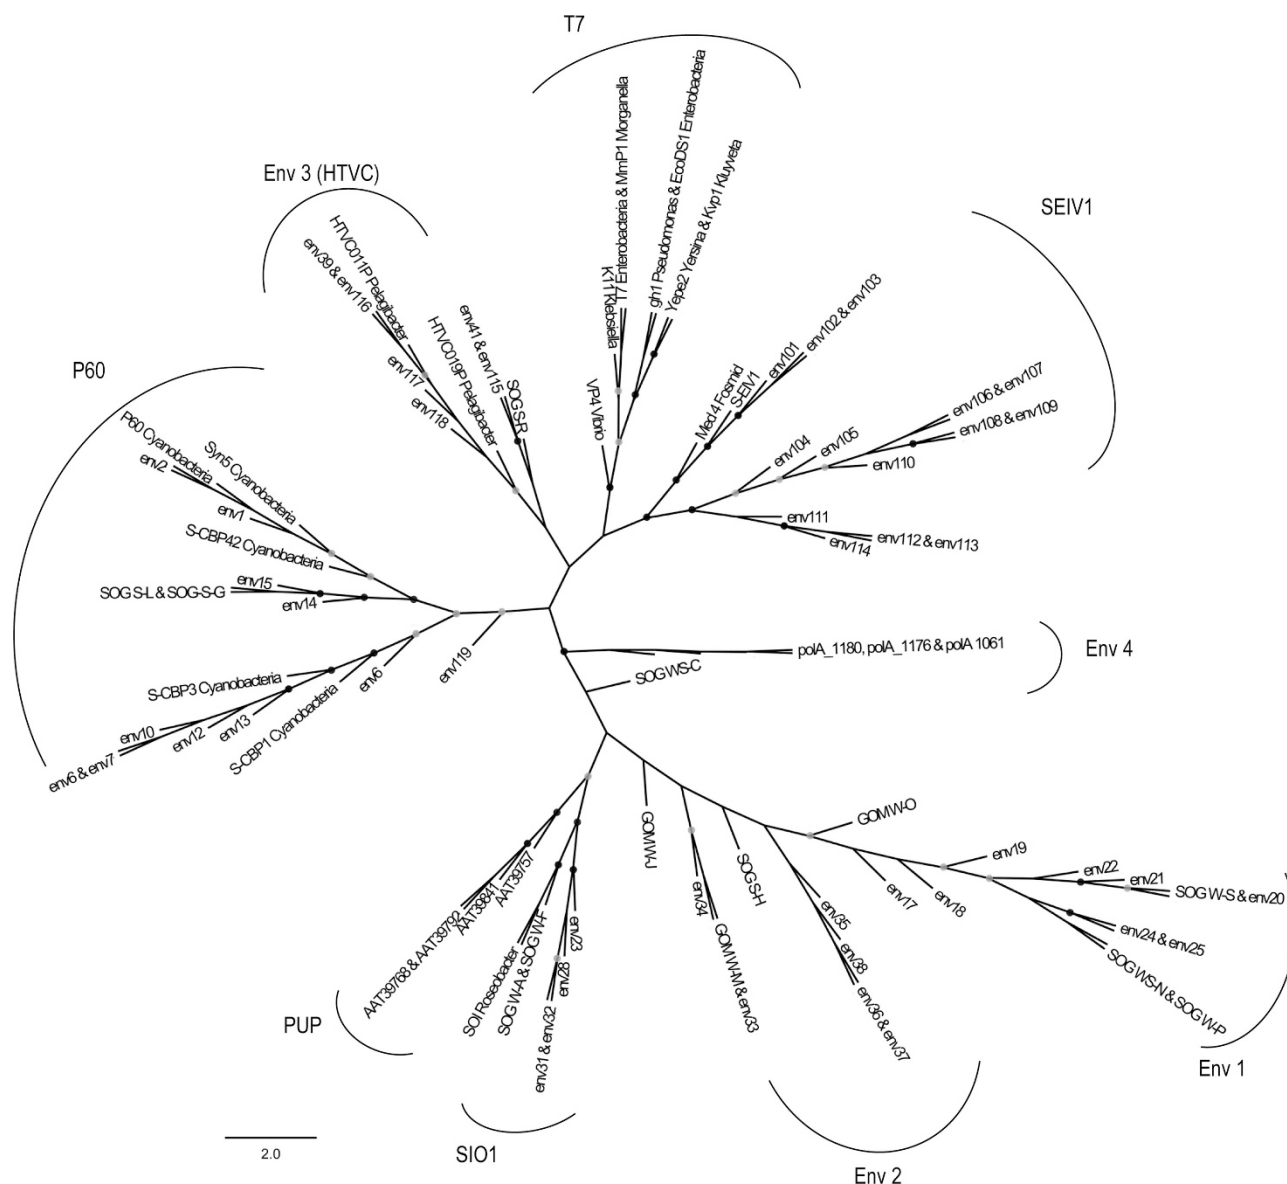 T7
T7 Enterobacteria & MmP1 Morganella
K11 Klebsiella
gh1 Pseudomonas & EcoDS1 Enterobacteria
Yepe2 Yersina & Kvp1 Kluyveta
VP4 Vibrio
SEIV1
Med4 Fosmid
S-EIV1
env101
env102 & env103
env104
env105
env106 & env107
env108 & env109
env110
env111
env112 & env113
env114
Env 3 (HTVC)
HTVC011P Pelagibacter
env39 & env116
env117
env118
HTVC019P Pelagibacter
env41 & env115
SOG S-R
P60
P60 Cyanobacteria
env2
Syn5 Cyanobacteria
env1
S-CBP42 Cyanobacteria
env15
SOG S-L & SOG-S-G
env14
env119
env6
S-CBP3 Cyanobacteria
S-CBP1 Cyanobacteria
env13
env12
env10
env6 & env7
polA_1180, polA_1176 & polA 1061
Env 4
SOG WS-C
GOM W-J
GOM W-O
env19
env22
env21
SOG W-S & env20
env24 & env25
SOG WS-N & SOG W-P
env17
env18
Env 1
SOG S-H
env35
env38
env36 & env37
env34
GOM W-M & env33
Env 2
AAT39757
AAT39841
AAT39768 & AAT39792
PUP
SOI Roseobacter
SOG W-A & SOG W-F
env23
env28
env31 & env32
SIO1
2.0